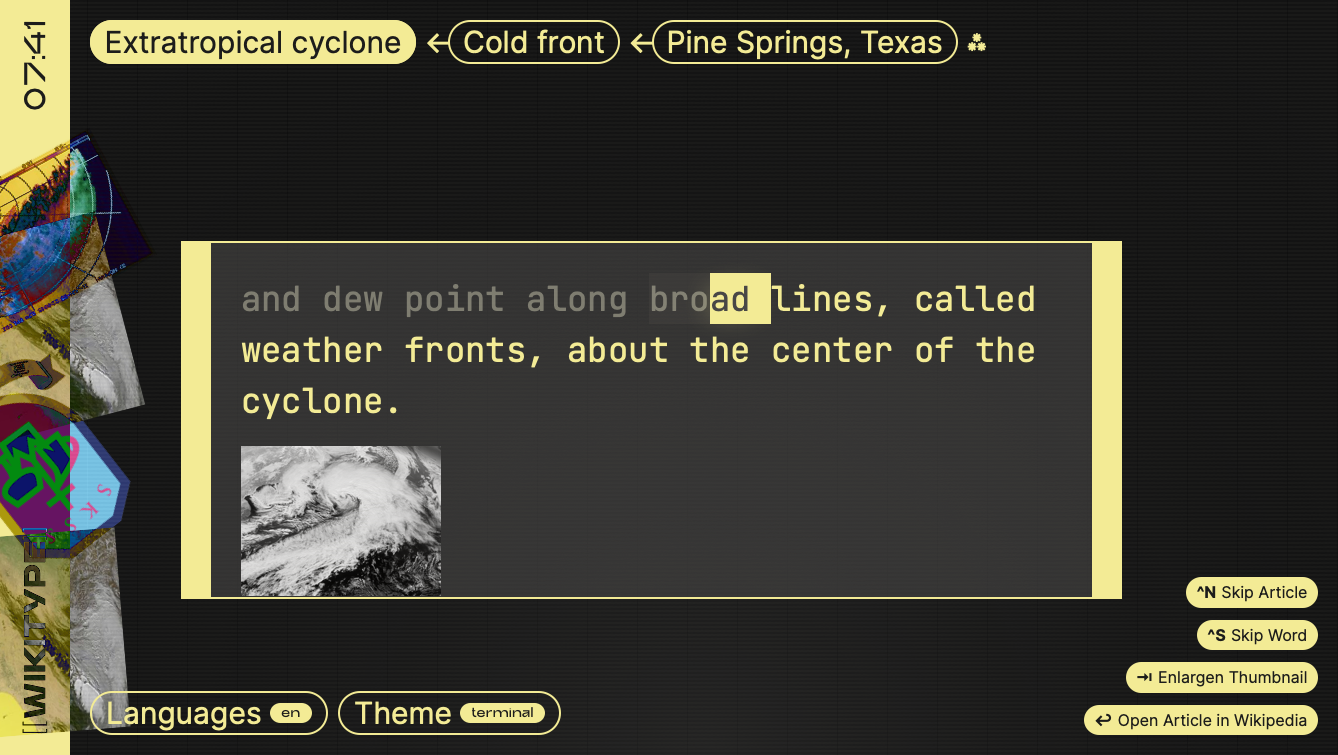 07:41
Extratropical cyclone ← Cold front ← Pine Springs, Texas
and dew point along broad lines, called
weather fronts, about the center of the
cyclone.
^N Skip Article
^S Skip Word
⇥ Enlargen Thumbnail
↩ Open Article in Wikipedia
Languages en Theme terminal
[[WIKITYPE]]